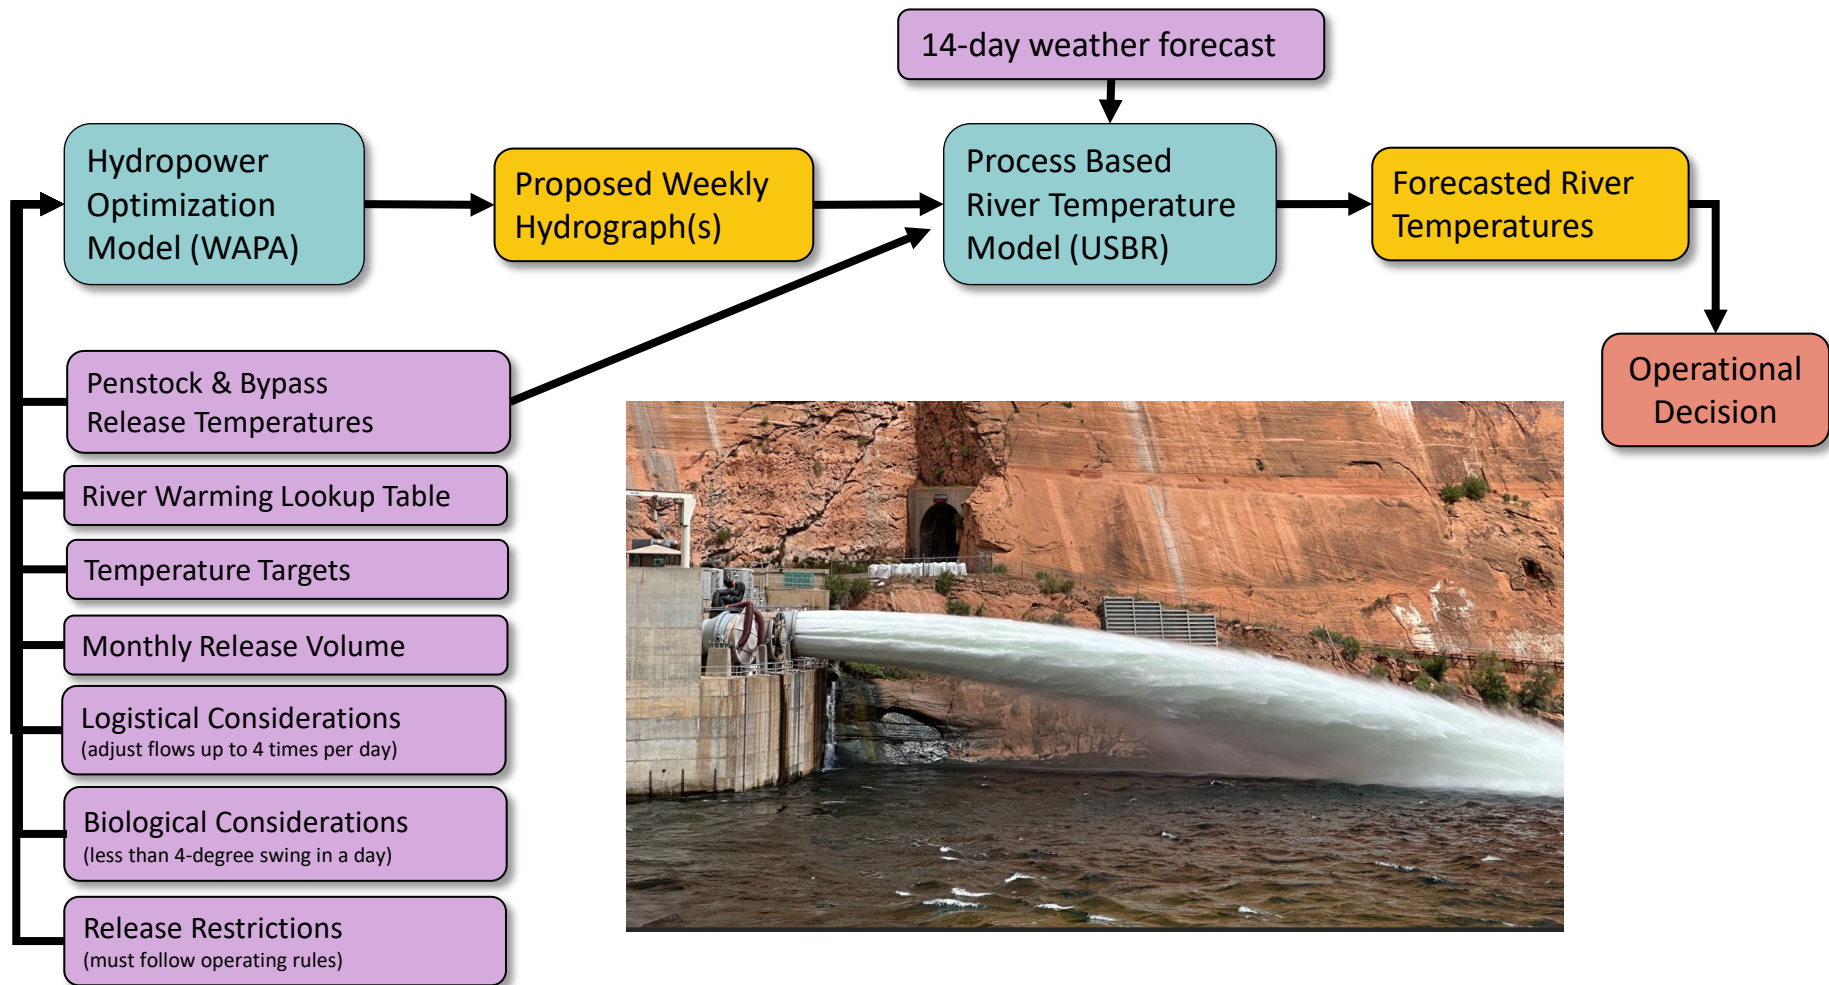 14-day weather forecast
Hydropower
Optimization
Model (WAPA)
Proposed Weekly
Hydrograph(s)
Process Based
River Temperature
Model (USBR)
Forecasted River
Temperatures
Operational
Decision
Penstock & Bypass
Release Temperatures
River Warming Lookup Table
Temperature Targets
Monthly Release Volume
Logistical Considerations
(adjust flows up to 4 times per day)
Biological Considerations
(less than 4-degree swing in a day)
Release Restrictions
(must follow operating rules)